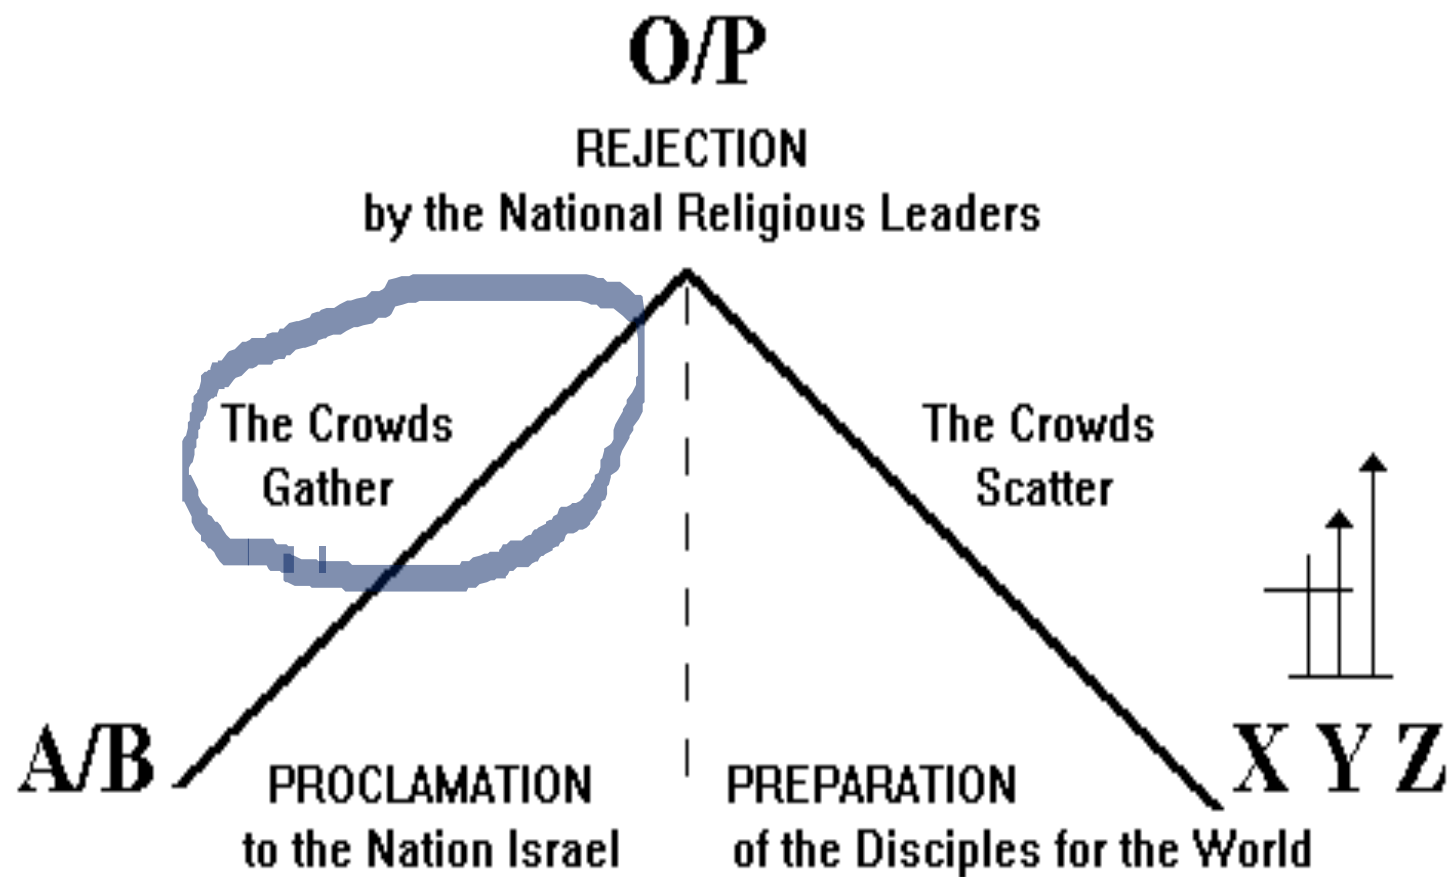 O/P
REJECTION
by the National Religious Leaders
The Crowds
Gather
The Crowds
Scatter
A/B
X Y Z
PROCLAMATION
to the Nation Israel
PREPARATION
of the Disciples for the World